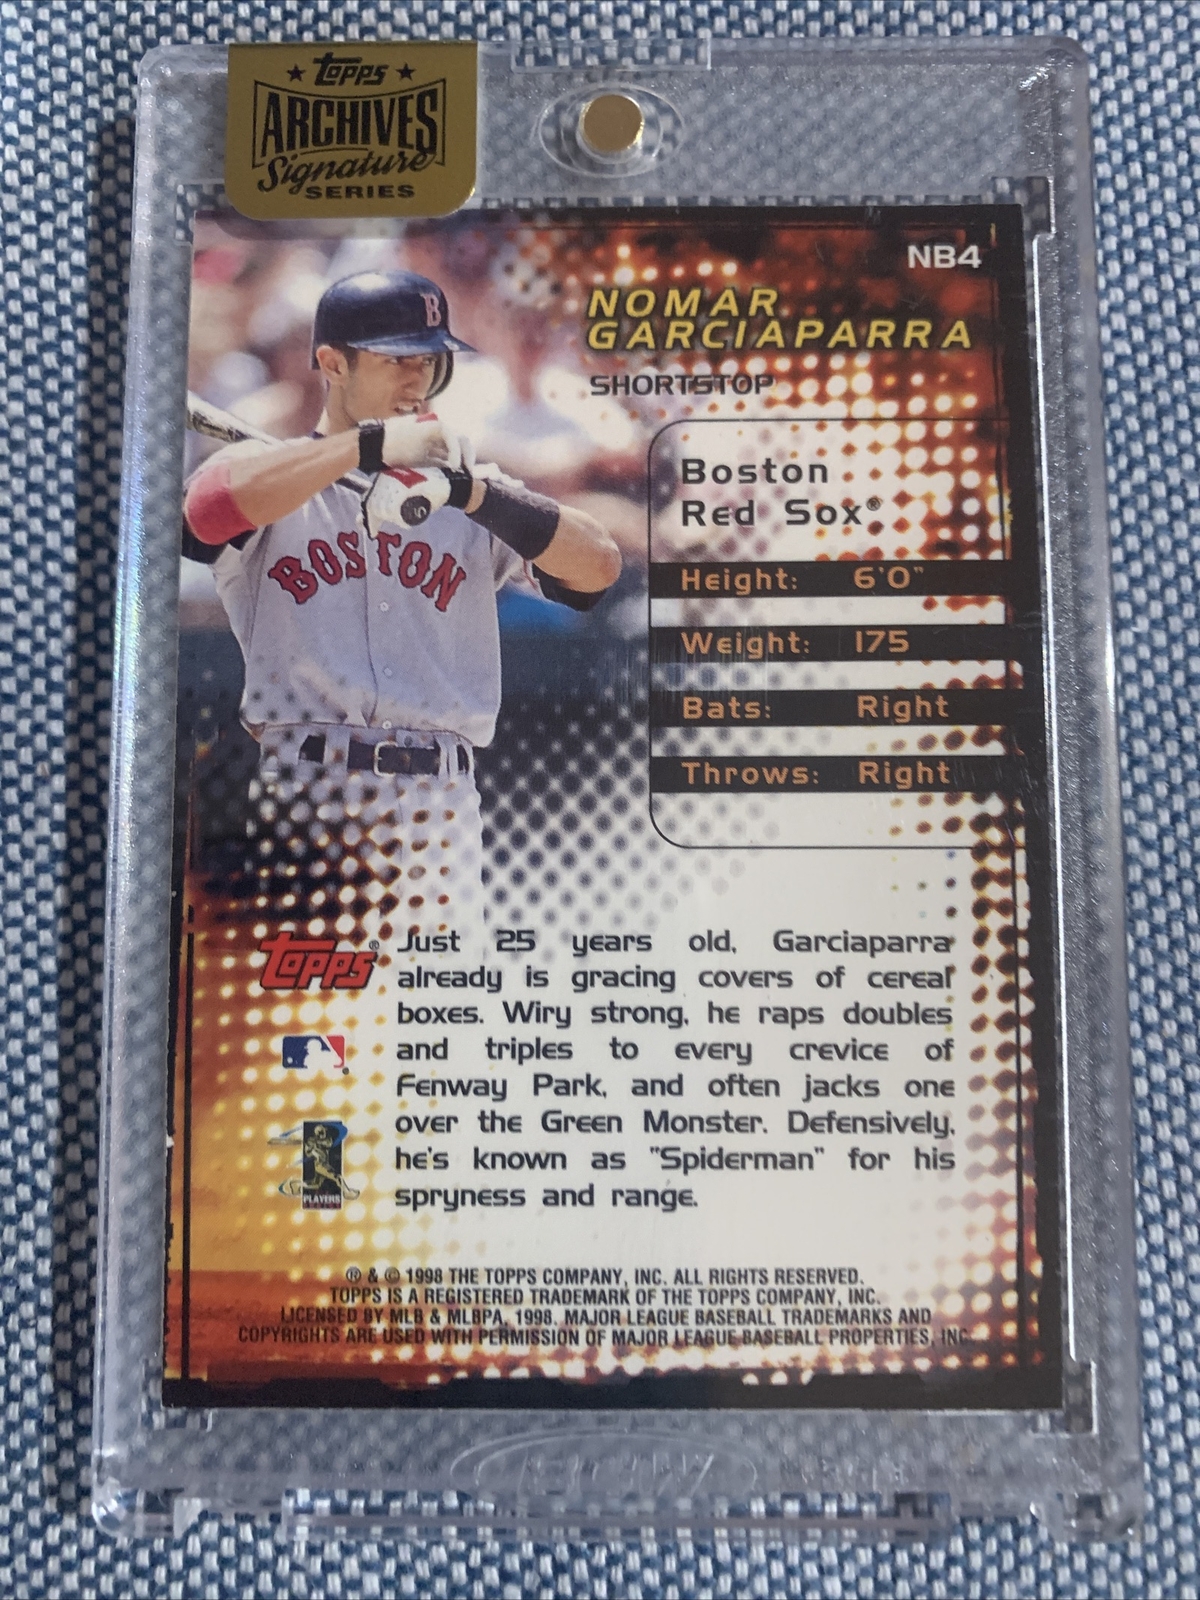 Topps
ARCHIVES
Signature
SERIES
NB4
B
NOMAR
GARCIAPARRA
SHORTSTOP
BOSTON
Boston
Red Sox®
Height: 6'0"
Weight: 175
Bats: Right
Throws: Right
Topps®
Just 25 years old, Garciaparra
already is gracing covers of cereal
boxes. Wiry strong, he raps doubles
and triples to every crevice of
Fenway Park, and often jacks one
over the Green Monster. Defensively,
he's known as "Spiderman" for his
spryness and range.
PLAYERS
® & © 1998 THE TOPPS COMPANY, INC. ALL RIGHTS RESERVED.
TOPPS IS A REGISTERED TRADEMARK OF THE TOPPS COMPANY, INC.
LICENSED BY MLB & MLBPA, 1998. MAJOR LEAGUE BASEBALL TRADEMARKS AND
COPYRIGHTS ARE USED WITH PERMISSION OF MAJOR LEAGUE BASEBALL PROPERTIES, INC.
BCW